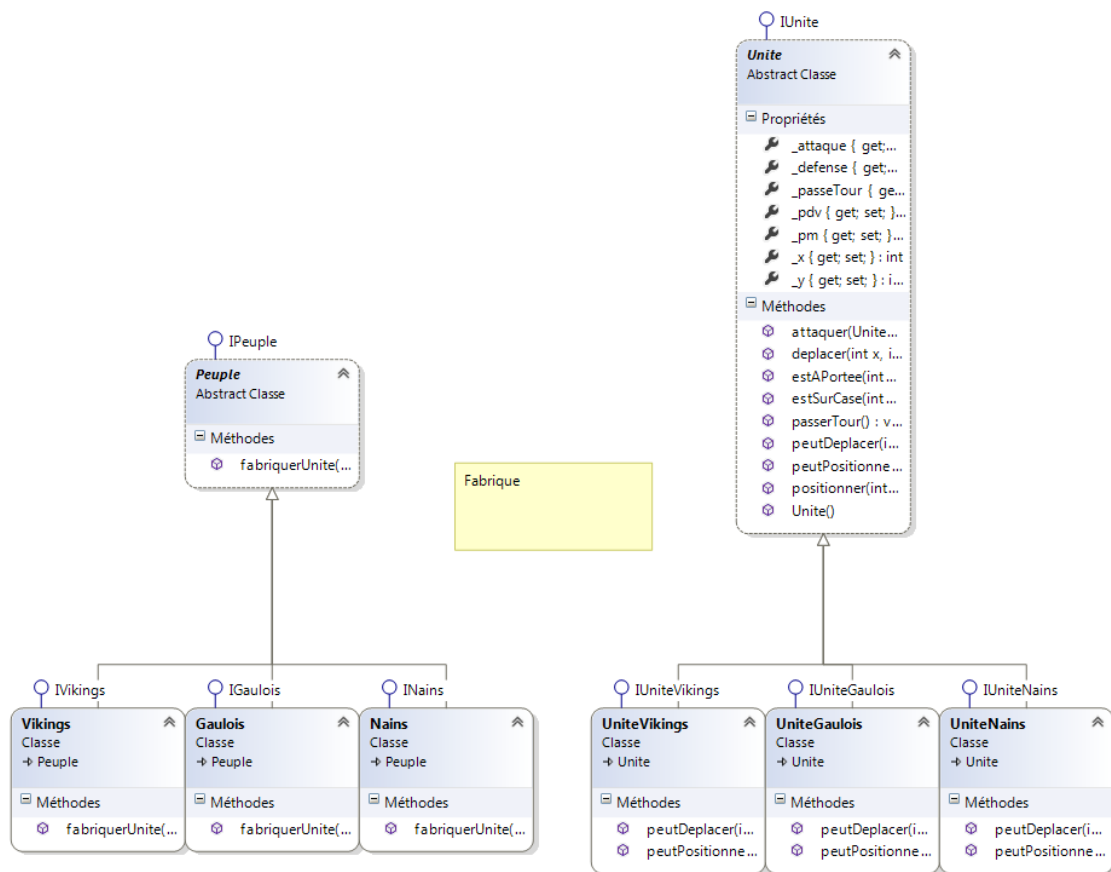 IUnite
Unite
Abstract Classe
Propriétés
_attaque { get;...
_defense { get;...
_passeTour { ge...
_pdv { get; set; }...
_pm { get; set; }...
_x { get; set; } : int
_y { get; set; } : i...
Méthodes
attaquer(Unite...
deplacer(int x, i...
estAPortee(int...
estSurCase(int...
passerTour() : v...
peutDeplacer(i...
peutPositionne...
positionner(int...
Unite()
IPeuple
Peuple
Abstract Classe
Méthodes
fabriquerUnite(...
Fabrique
IVikings
Vikings
Classe
Peuple
Méthodes
fabriquerUnite(...
IGaulois
Gaulois
Classe
Peuple
Méthodes
fabriquerUnite(...
INains
Nains
Classe
Peuple
Méthodes
fabriquerUnite(...
IUniteVikings
UniteVikings
Classe
Unite
Méthodes
peutDeplacer(i...
peutPositionne...
IUniteGaulois
UniteGaulois
Classe
Unite
Méthodes
peutDeplacer(i...
peutPositionne...
IUniteNains
UniteNains
Classe
Unite
Méthodes
peutDeplacer(i...
peutPositionne...